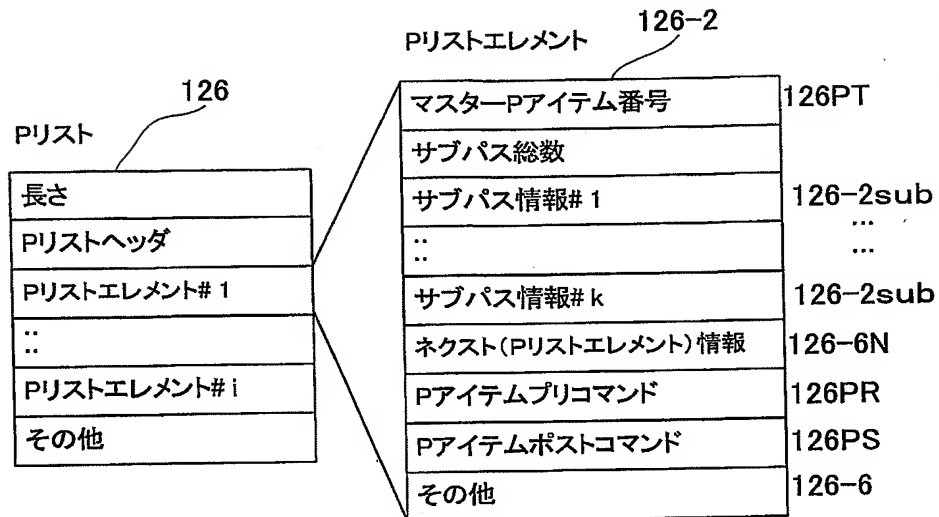 126-2
Pリストエレメント
126
Pリスト
長さ
Pリストヘッダ
Pリストエレメント#1
::
Pリストエレメント#i
その他
マスターPアイテム番号 126PT
サブパス総数
サブパス情報#1 126-2sub
:: … …
サブパス情報#k 126-2sub
ネクスト(Pリストエレメント)情報 126-6N
Pアイテムプリコマンド 126PR
Pアイテムポストコマンド 126PS
その他 126-6